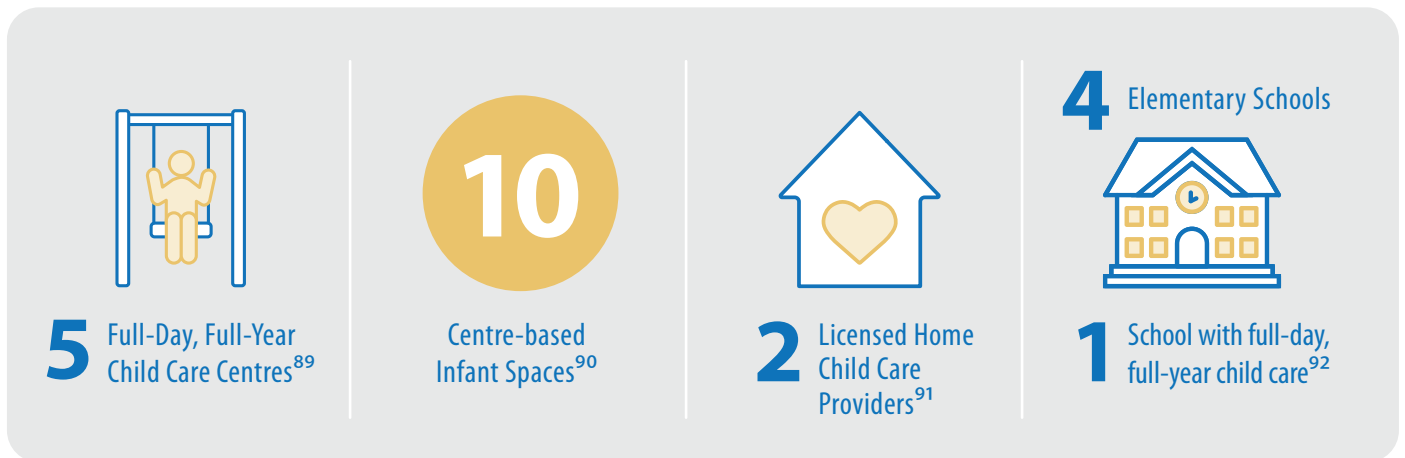 5 Full-Day, Full-Year
Child Care Centres⁸⁹
10
Centre-based
Infant Spaces⁹⁰
2 Licensed Home
Child Care
Providers⁹¹
4 Elementary Schools
1 School with full-day,
full-year child care⁹²